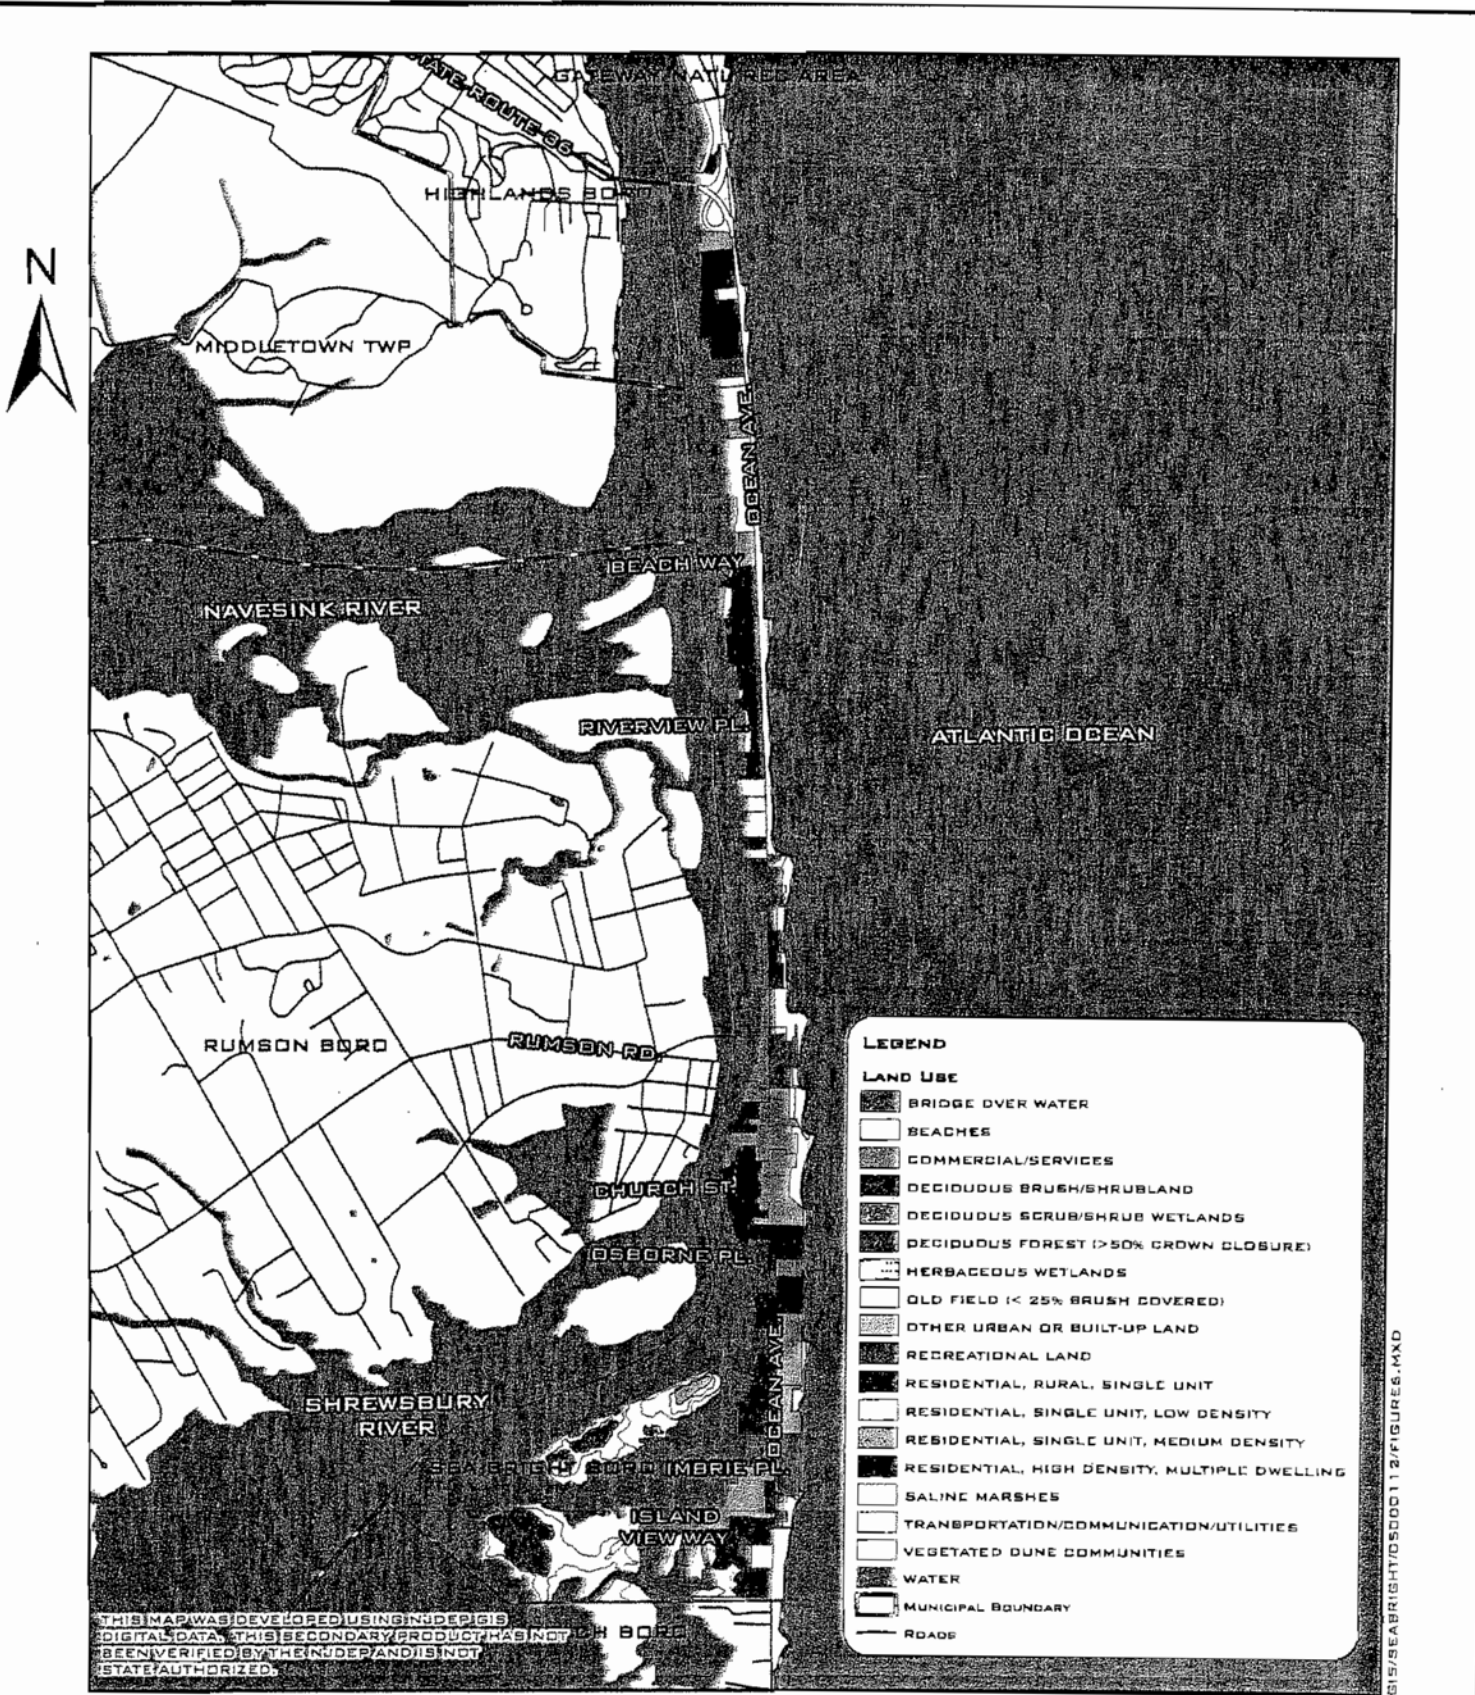 GATEWAY NAT'L REC AREA
STATE ROUTE 36
HIGHLANDS BORO
N
MIDDLETOWN TWP
OCEAN AVE.
BEACH WAY
NAVESINK RIVER
RIVERVIEW PL.
ATLANTIC OCEAN
RUMSON BORO
RUMSON RD.
CHURCH ST.
OSBORNE PL.
OCEAN AVE.
SHREWSBURY
RIVER
SEA BRIGHT BORO
IMBRIE PL.
ISLAND
VIEW WAY
CH BORO
THIS MAP WAS DEVELOPED USING NJDEP GIS
DIGITAL DATA. THIS SECONDARY PRODUCT HAS NOT
BEEN VERIFIED BY THE NJDEP AND IS NOT
STATE AUTHORIZED.
LEGEND
LAND USE
BRIDGE OVER WATER
BEACHES
COMMERCIAL/SERVICES
DECIDUOUS BRUSH/SHRUBLAND
DECIDUOUS SCRUB/SHRUB WETLANDS
DECIDUOUS FOREST (>50% CROWN CLOSURE)
HERBACEOUS WETLANDS
OLD FIELD (< 25% BRUSH COVERED)
OTHER URBAN OR BUILT-UP LAND
RECREATIONAL LAND
RESIDENTIAL, RURAL, SINGLE UNIT
RESIDENTIAL, SINGLE UNIT, LOW DENSITY
RESIDENTIAL, SINGLE UNIT, MEDIUM DENSITY
RESIDENTIAL, HIGH DENSITY, MULTIPLE DWELLING
SALINE MARSHES
TRANSPORTATION/COMMUNICATION/UTILITIES
VEGETATED DUNE COMMUNITIES
WATER
MUNICIPAL BOUNDARY
ROADS
GIS/SEABRIGHT/DSD00112/FIGURES.MXD